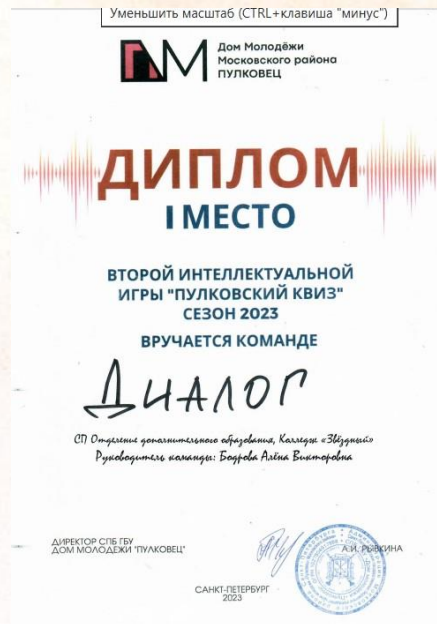 Уменьшить масштаб (CTRL+клавиша "минус")
Дом Молодёжи
Московского района
ПУЛКОВЕЦ
ДИПЛОМ
I МЕСТО
ВТОРОЙ ИНТЕЛЛЕКТУАЛЬНОЙ
ИГРЫ "ПУЛКОВСКИЙ КВИЗ"
СЕЗОН 2023
ВРУЧАЕТСЯ КОМАНДЕ
ДИАЛОГ
СП Отделение дополнительного образования, Колледж «Звёздный»
Руководитель команды: Бодрова Алёна Викторовна
ДИРЕКТОР СПБ ГБУ
ДОМ МОЛОДЕЖИ "ПУЛКОВЕЦ"
А.И. РЫВКИНА
САНКТ-ПЕТЕРБУРГ
2023